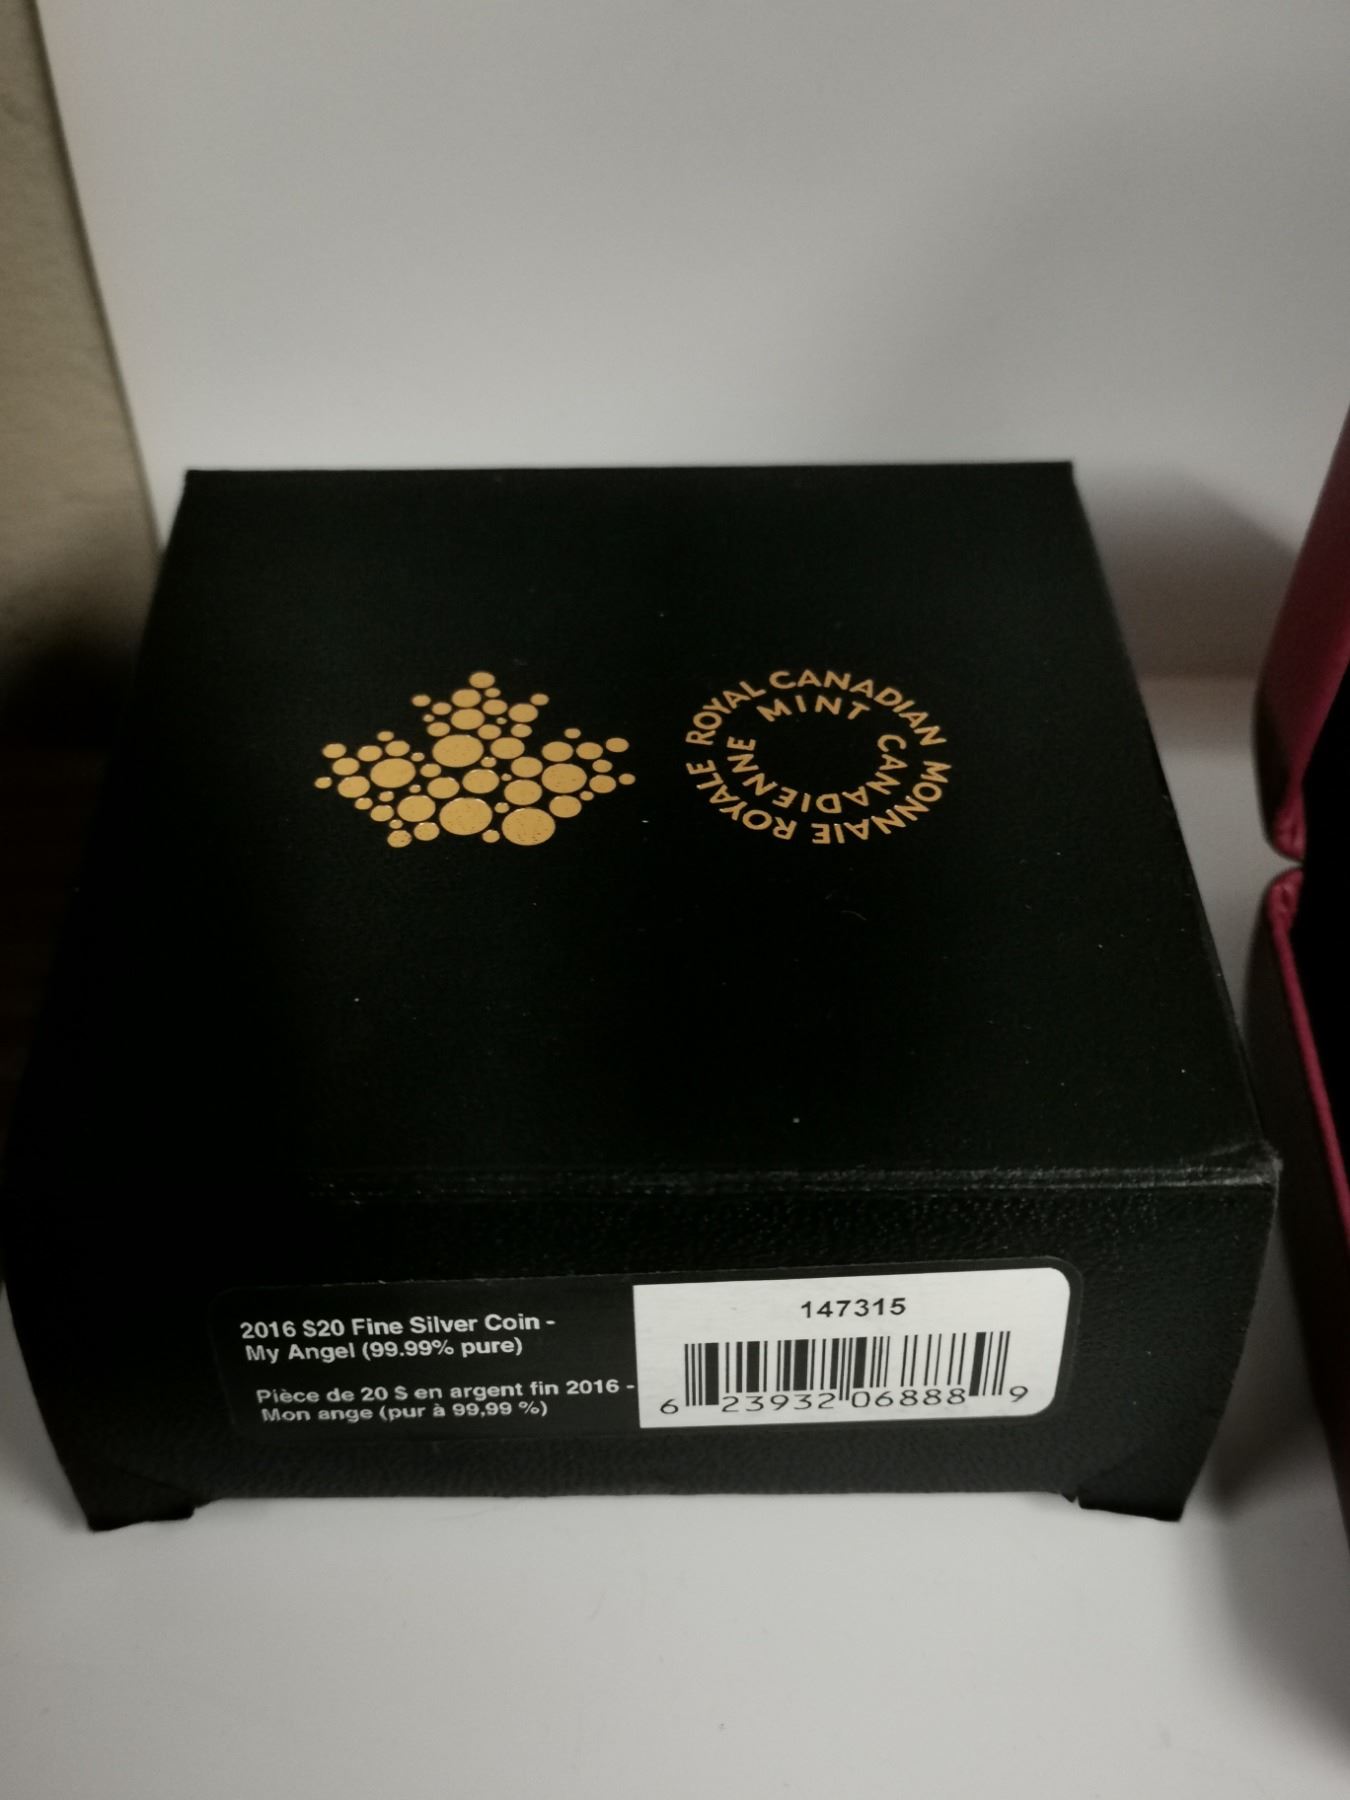 ROYAL CANADIAN
MINT
MONNAIE ROYALE
CANADIENNE
2016 $20 Fine Silver Coin -
My Angel (99.99% pure)
Pièce de 20 $ en argent fin 2016 -
Mon ange (pur à 99,99 %)
147315
6 23932 06888 9